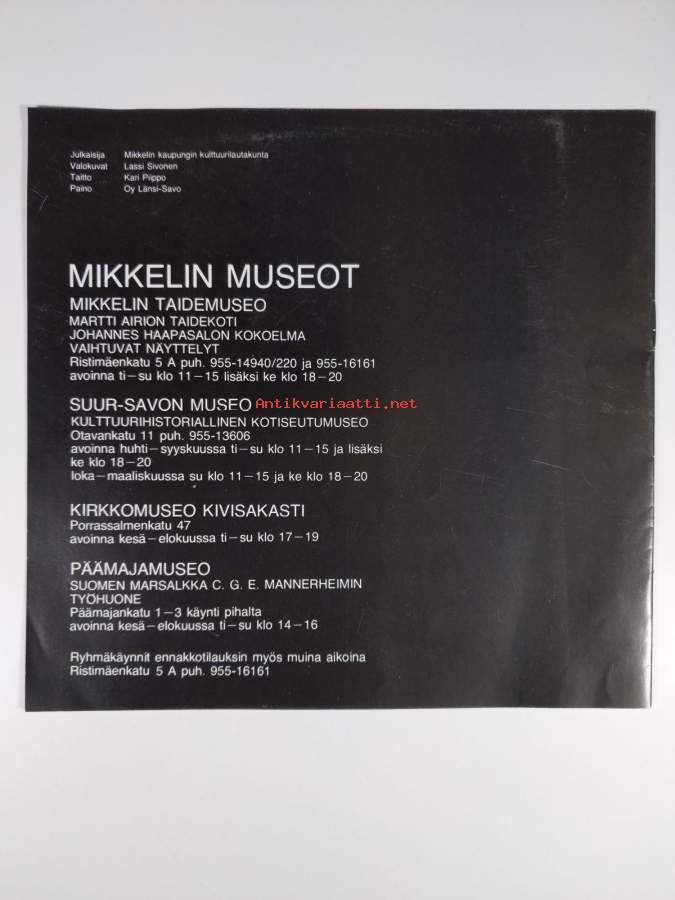 Julkaisija Mikkelin kaupungin kulttuurilautakunta
Valokuvat Lassi Sivonen
Taitto Kari Piippo
Paino Oy Länsi-Savo
MIKKELIN MUSEOT
MIKKELIN TAIDEMUSEO
MARTTI AIRION TAIDEKOTI
JOHANNES HAAPASALON KOKOELMA
VAIHTUVAT NÄYTTELYT
Ristimäenkatu 5 A puh. 955-14940/220 ja 955-16161
avoinna ti–su klo 11–15 lisäksi ke klo 18–20
SUUR-SAVON MUSEO
Antikvariaatti.net
KULTTUURIHISTORIALLINEN KOTISEUTUMUSEO
Otavankatu 11 puh. 955-13606
avoinna huhti–syyskuussa ti–su klo 11–15 ja lisäksi
ke klo 18–20
loka–maaliskuussa su klo 11–15 ja ke klo 18–20
KIRKKOMUSEO KIVISAKASTI
Porrassalmenkatu 47
avoinna kesä–elokuussa ti–su klo 17–19
PÄÄMAJAMUSEO
SUOMEN MARSALKKA C. G. E. MANNERHEIMIN
TYÖHUONE
Päämajankatu 1–3 käynti pihalta
avoinna kesä–elokuussa ti–su klo 14–16
Ryhmäkäynnit ennakkotilauksin myös muina aikoina
Ristimäenkatu 5 A puh. 955-16161